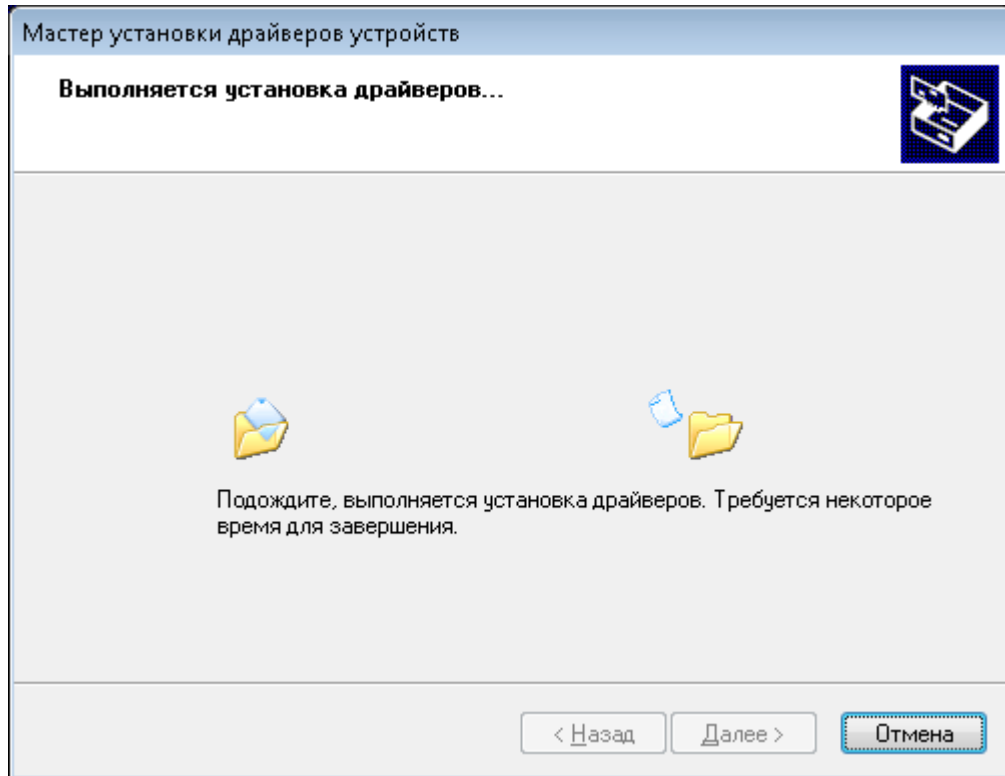 Мастер установки драйверов устройств
Выполняется установка драйверов...
Подождите, выполняется установка драйверов. Требуется некоторое
время для завершения.
< Назад
Далее >
Отмена